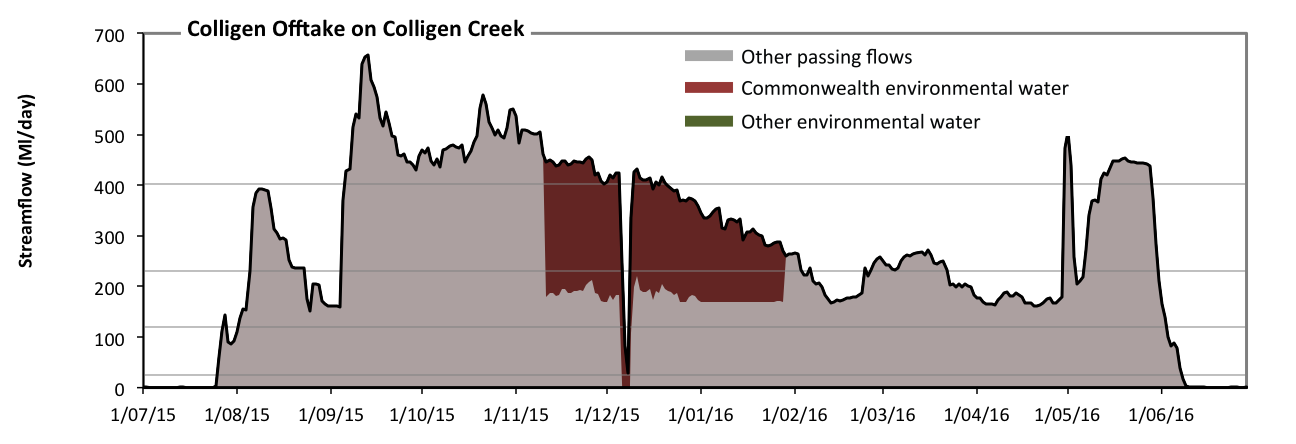 Colligen Offtake on Colligen Creek
Streamflow (Ml/day)
700
600
500
400
300
200
100
0
Other passing flows
Commonwealth environmental water
Other environmental water
1/07/15 1/08/15 1/09/15 1/10/15 1/11/15 1/12/15 1/01/16 1/02/16 1/03/16 1/04/16 1/05/16 1/06/16